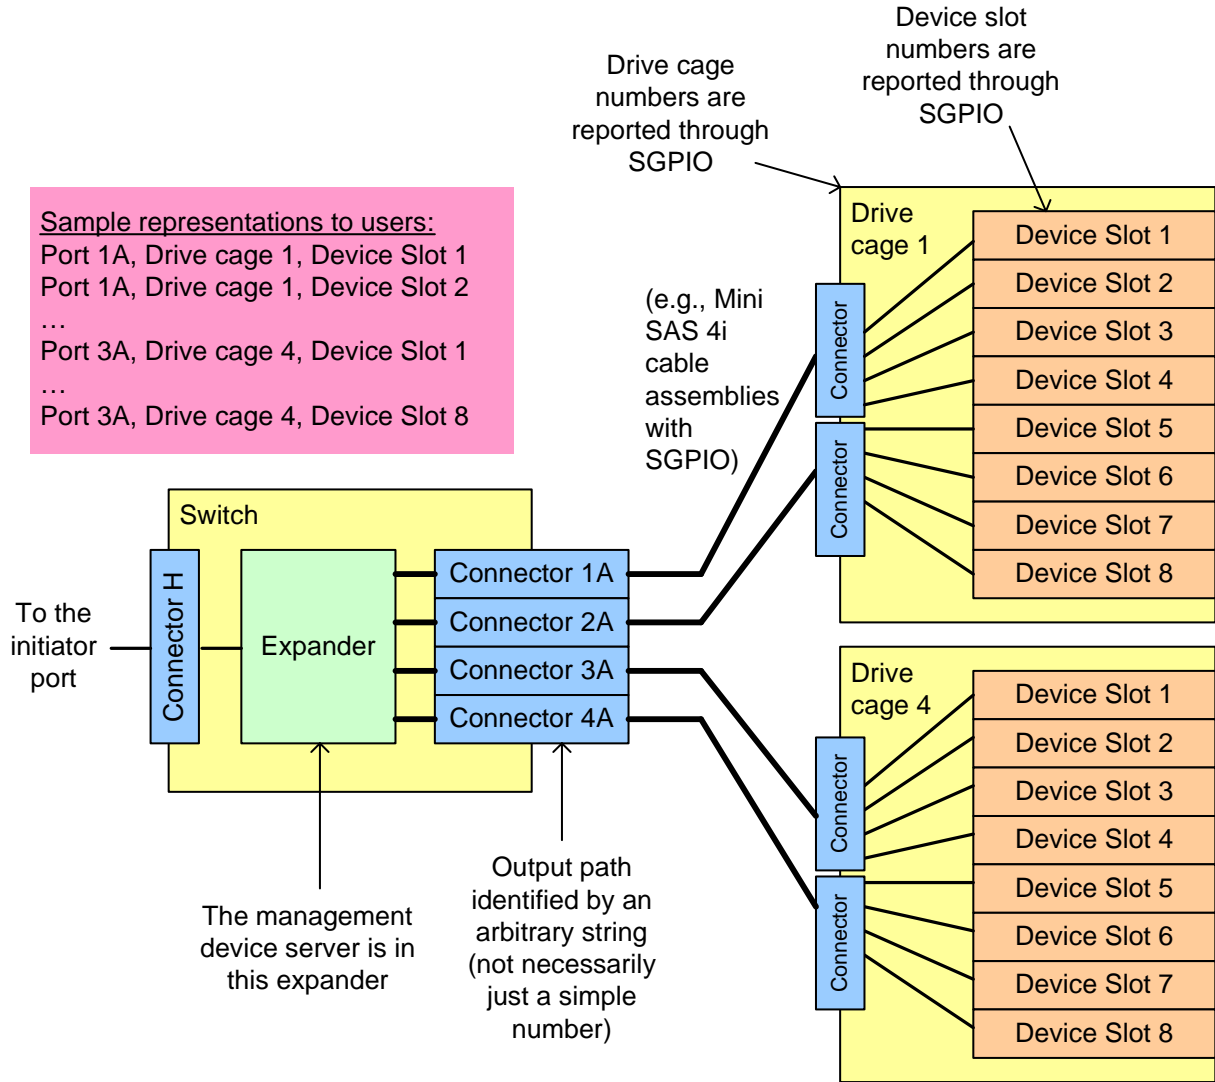 Device slot
numbers are
reported through
SGPIO
Drive cage
numbers are
reported through
SGPIO
Sample representations to users:
Port 1A, Drive cage 1, Device Slot 1
Port 1A, Drive cage 1, Device Slot 2
…
Port 3A, Drive cage 4, Device Slot 1
…
Port 3A, Drive cage 4, Device Slot 8
(e.g., Mini
SAS 4i
cable
assemblies
with
SGPIO)
Drive
cage 1
Connector
Connector
Device Slot 1
Device Slot 2
Device Slot 3
Device Slot 4
Device Slot 5
Device Slot 6
Device Slot 7
Device Slot 8
Switch
To the
initiator
port
Connector H
Expander
Connector 1A
Connector 2A
Connector 3A
Connector 4A
Drive
cage 4
Connector
Connector
Device Slot 1
Device Slot 2
Device Slot 3
Device Slot 4
Device Slot 5
Device Slot 6
Device Slot 7
Device Slot 8
The management
device server is in
this expander
Output path
identified by an
arbitrary string
(not necessarily
just a simple
number)